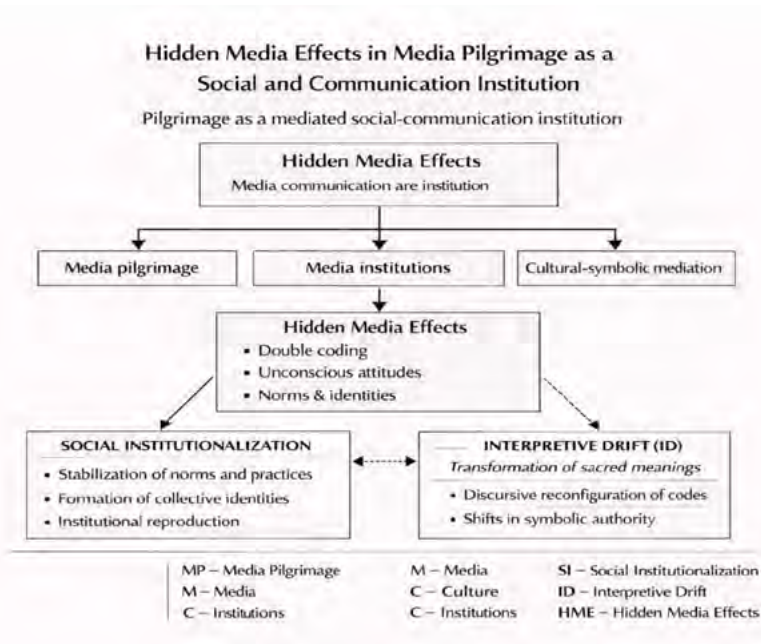 Hidden Media Effects in Media Pilgrimage as a
Social and Communication Institution
Pilgrimage as a mediated social-communication institution
Hidden Media Effects
Media communication are institution
Media pilgrimage
Media institutions
Cultural-symbolic mediation
Hidden Media Effects
• Double coding
• Unconscious attitudes
• Norms & identities
SOCIAL INSTITUTIONALIZATION
• Stabilization of norms and practices
• Formation of collective identities
• Institutional reproduction
INTERPRETIVE DRIFT (ID)
Transformation of sacred meanings
• Discursive reconfiguration of codes
• Shifts in symbolic authority
MP – Media Pilgrimage
M – Media
C – Institutions
M – Media
C – Culture
C – Institutions
SI – Social Institutionalization
ID – Interpretive Drift
HME – Hidden Media Effects